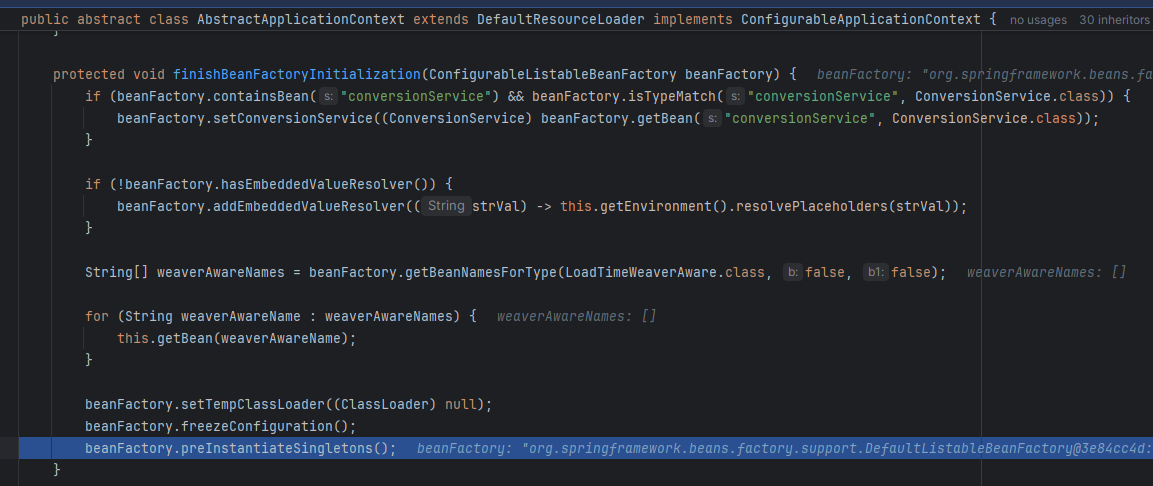 public abstract class AbstractApplicationContext extends DefaultResourceLoader implements ConfigurableApplicationContext { no usages 30 inheritors
}
protected void finishBeanFactoryInitialization(ConfigurableListableBeanFactory beanFactory) { beanFactory: "org.springframework.beans.fa
if (beanFactory.containsBean( s: "conversionService") && beanFactory.isTypeMatch( s: "conversionService", ConversionService.class)) {
beanFactory.setConversionService((ConversionService) beanFactory.getBean( s: "conversionService", ConversionService.class));
}
if (!beanFactory.hasEmbeddedValueResolver()) {
beanFactory.addEmbeddedValueResolver(( String strVal) -> this.getEnvironment().resolvePlaceholders(strVal));
}
String[] weaverAwareNames = beanFactory.getBeanNamesForType(LoadTimeWeaverAware.class, b: false, b1: false); weaverAwareNames: []
for (String weaverAwareName : weaverAwareNames) { weaverAwareNames: []
this.getBean(weaverAwareName);
}
beanFactory.setTempClassLoader((ClassLoader) null);
beanFactory.freezeConfiguration();
beanFactory.preInstantiateSingletons(); beanFactory: "org.springframework.beans.factory.support.DefaultListableBeanFactory@3e84cc4d:
}